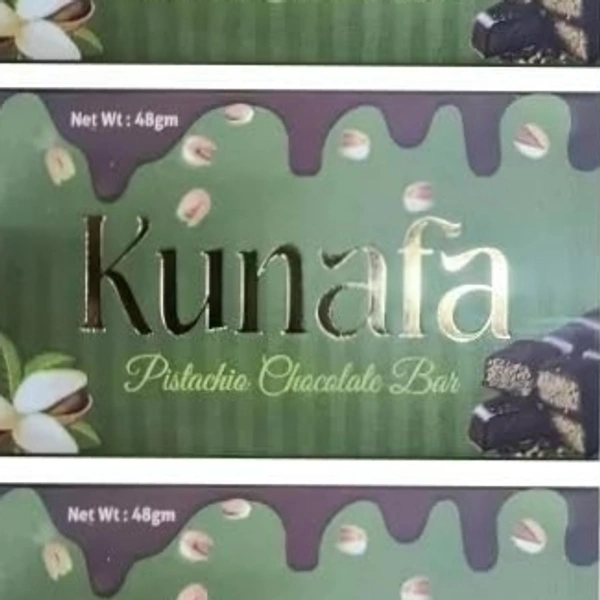 Net Wt : 48gm
Kunafa
Pistachio Chocolate Bar
Net Wt : 48gm